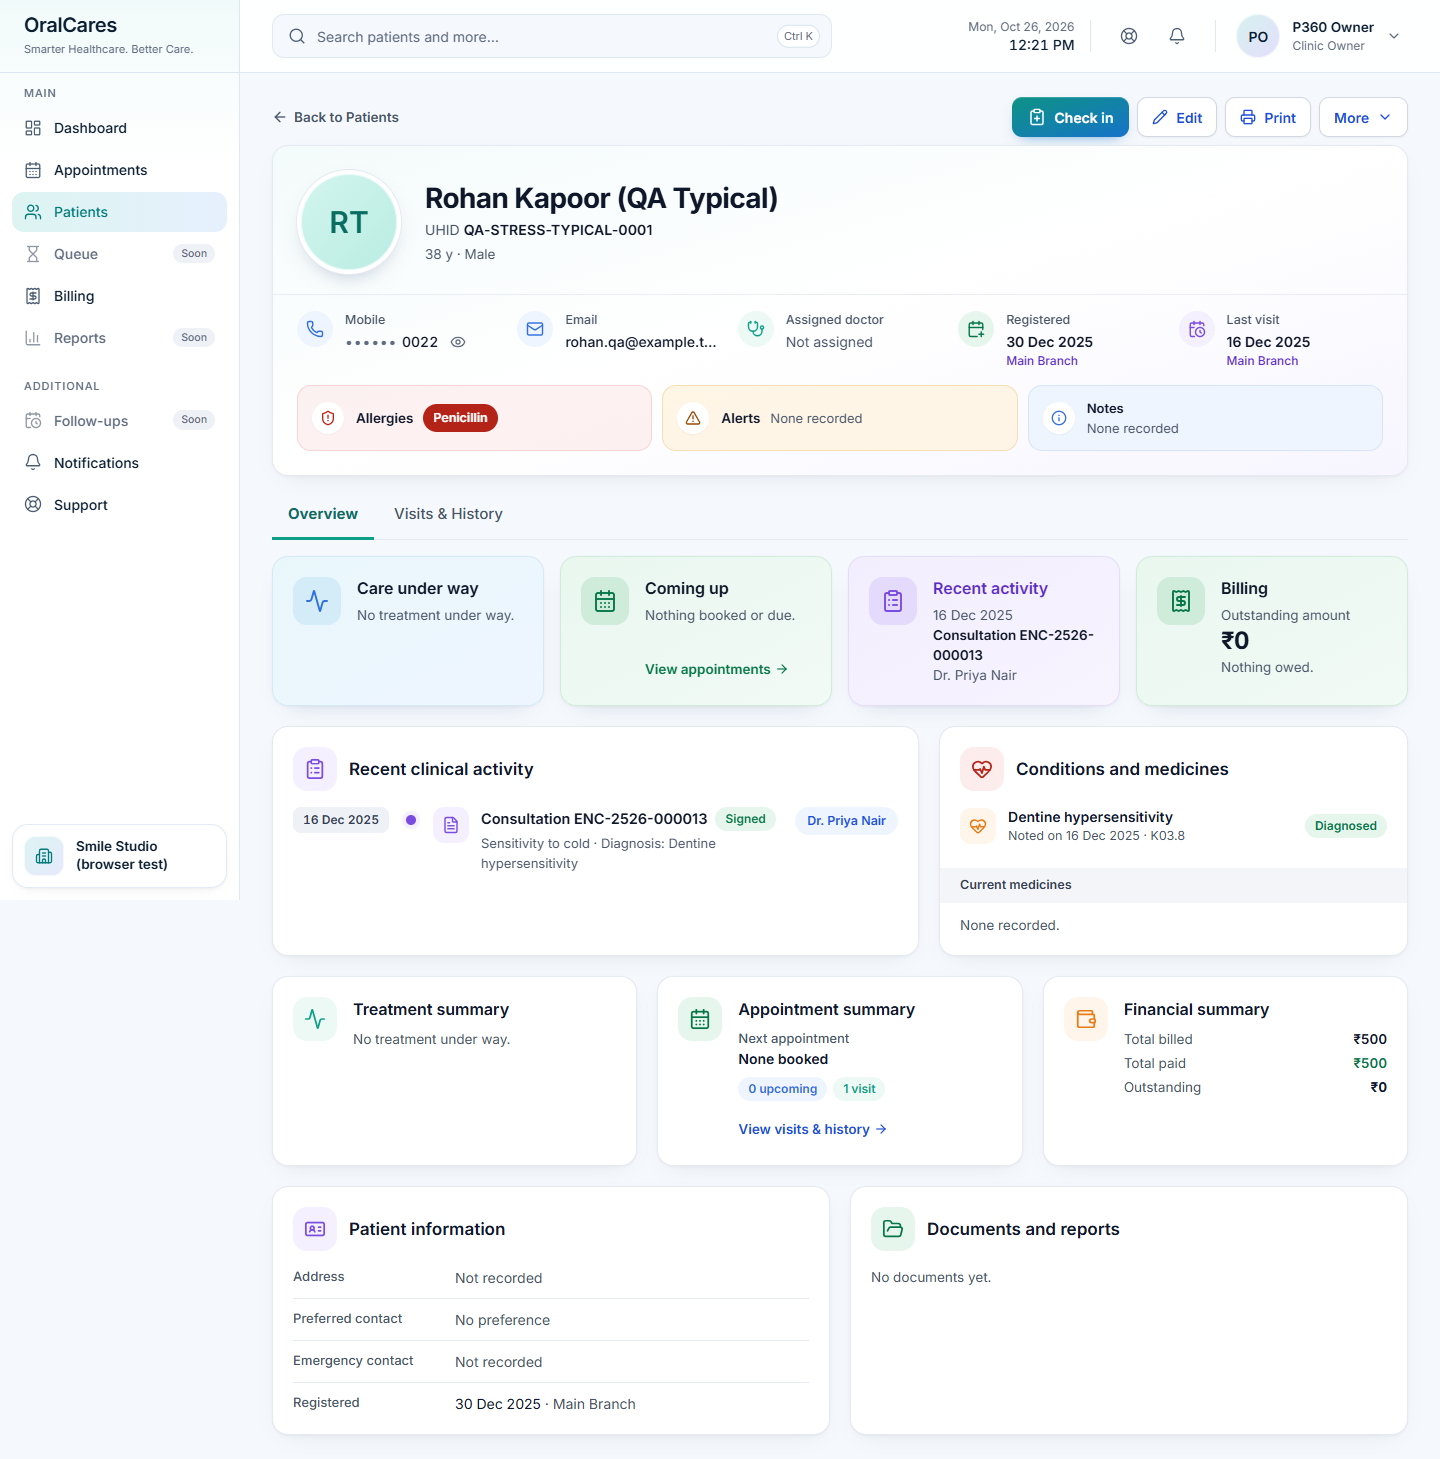 OralCares
Smarter Healthcare. Better Care.
Search patients and more...
Ctrl K
Mon, Oct 26, 2026
12:21 PM
PO
P360 Owner
Clinic Owner
MAIN
Dashboard
Appointments
Patients
Queue
Soon
Billing
Reports
Soon
ADDITIONAL
Follow-ups
Soon
Notifications
Support
Smile Studio
(browser test)
Back to Patients
Check in
Edit
Print
More
RT
Rohan Kapoor (QA Typical)
UHID QA-STRESS-TYPICAL-0001
38 y · Male
Mobile
•••••• 0022
Email
rohan.qa@example.t...
Assigned doctor
Not assigned
Registered
30 Dec 2025
Main Branch
Last visit
16 Dec 2025
Main Branch
Allergies
Penicillin
Alerts
None recorded
Notes
None recorded
Overview
Visits & History
Care under way
No treatment under way.
Coming up
Nothing booked or due.
View appointments →
Recent activity
16 Dec 2025
Consultation ENC-2526-
000013
Dr. Priya Nair
Billing
Outstanding amount
₹0
Nothing owed.
Recent clinical activity
16 Dec 2025
Consultation ENC-2526-000013
Signed
Dr. Priya Nair
Sensitivity to cold · Diagnosis: Dentine
hypersensitivity
Conditions and medicines
Dentine hypersensitivity
Noted on 16 Dec 2025 · K03.8
Diagnosed
Current medicines
None recorded.
Treatment summary
No treatment under way.
Appointment summary
Next appointment
None booked
0 upcoming
1 visit
View visits & history →
Financial summary
Total billed ₹500
Total paid ₹500
Outstanding ₹0
Patient information
Address Not recorded
Preferred contact No preference
Emergency contact Not recorded
Registered 30 Dec 2025 · Main Branch
Documents and reports
No documents yet.